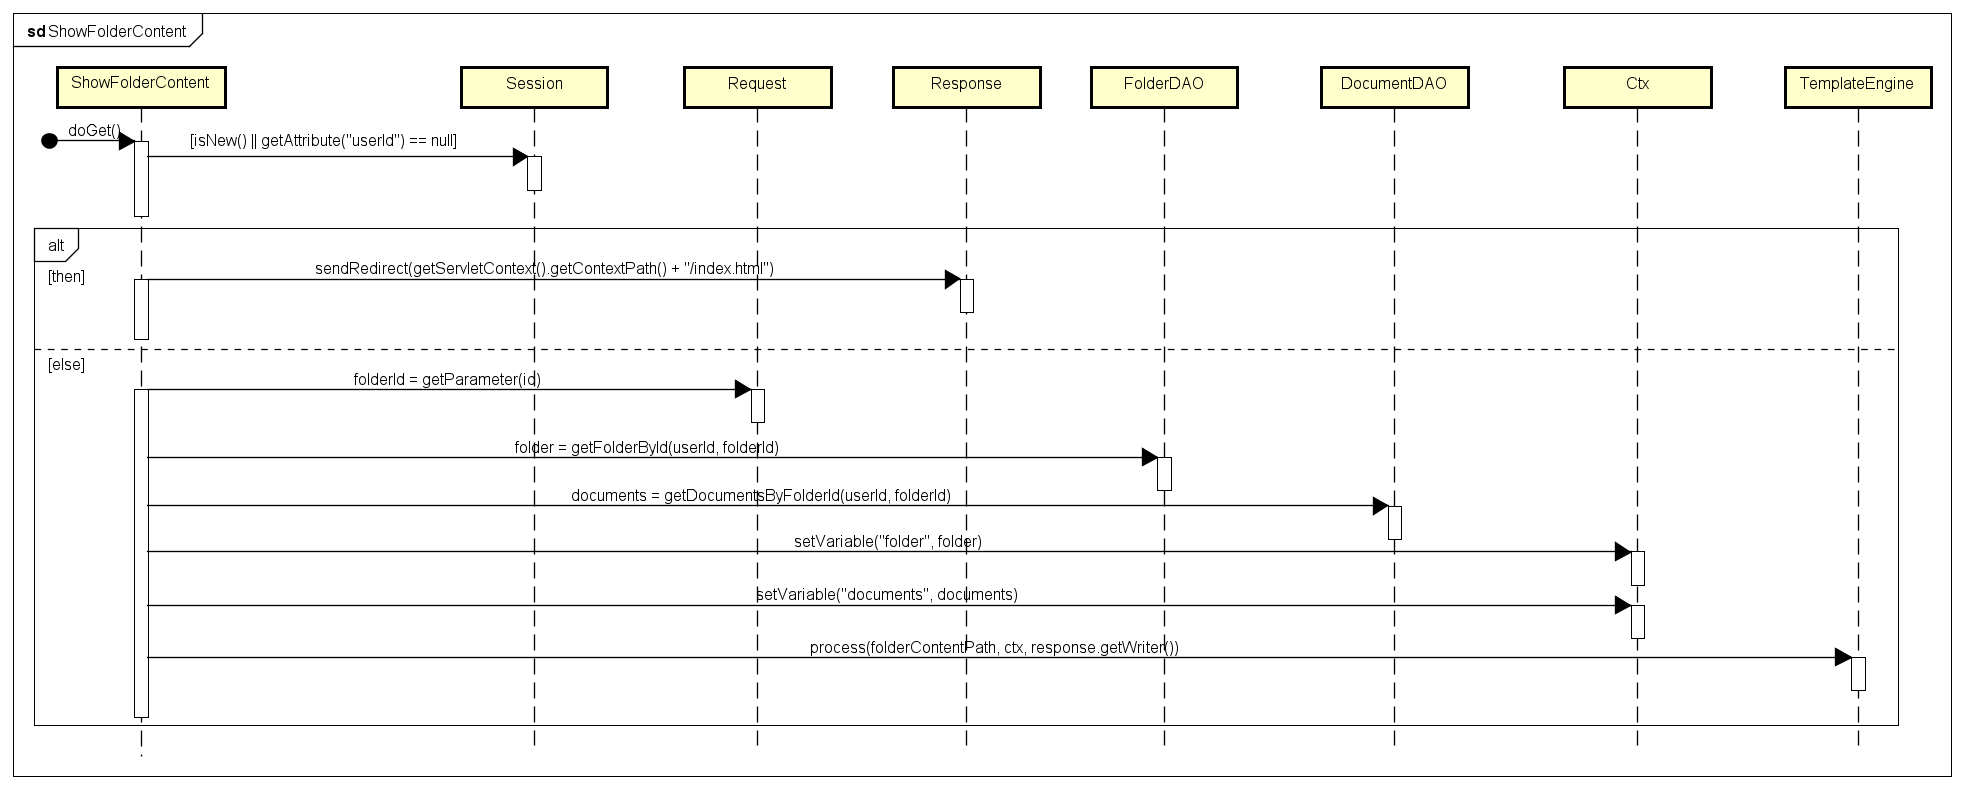 sd ShowFolderContent
ShowFolderContent
Session
Request
Response
FolderDAO
DocumentDAO
Ctx
TemplateEngine
doGet()
[isNew() || getAttribute("userId") == null]
alt
[then]
sendRedirect(getServletContext().getContextPath() + "/index.html")
[else]
folderId = getParameter(id)
folder = getFolderById(userId, folderId)
documents = getDocumentsByFolderId(userId, folderId)
setVariable("folder", folder)
setVariable("documents", documents)
process(folderContentPath, ctx, response.getWriter())